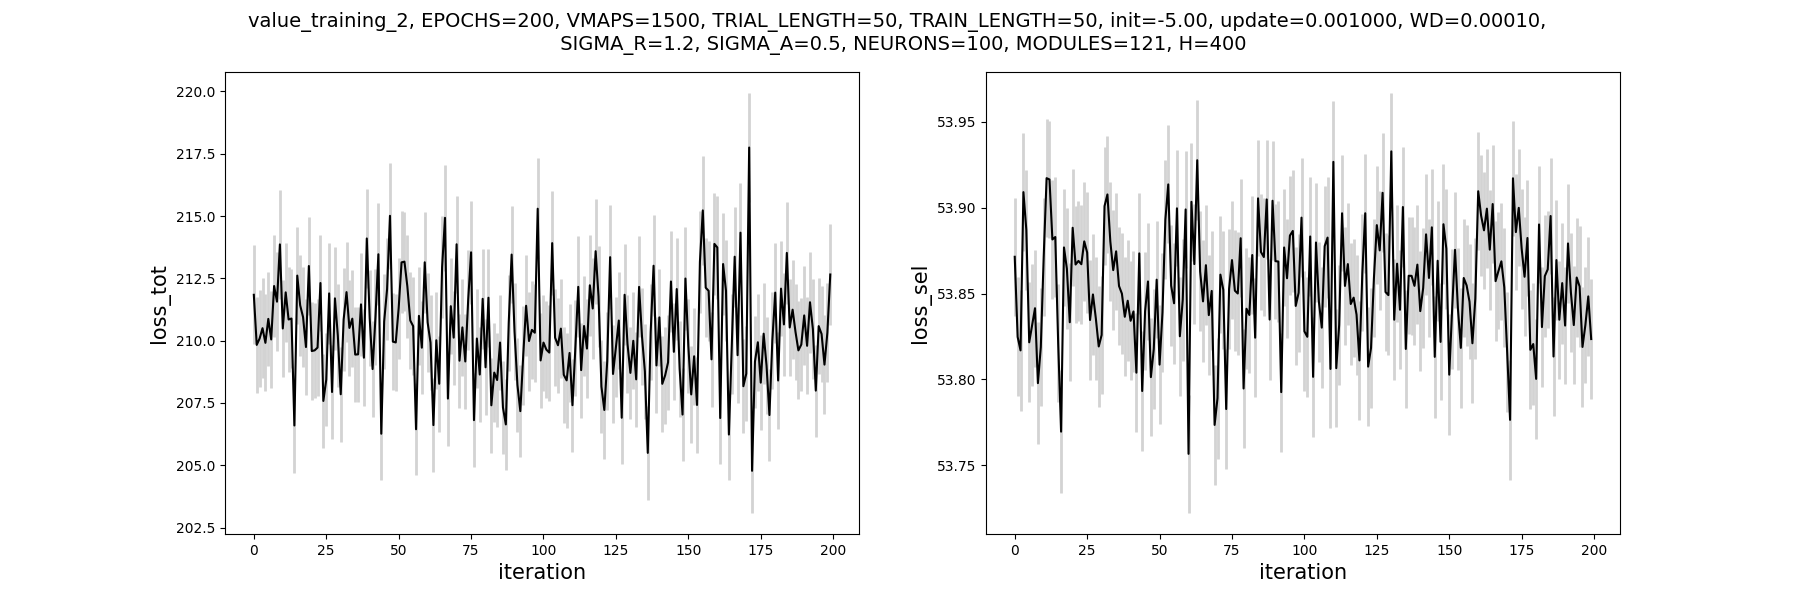 value_training_2, EPOCHS=200, VMAPS=1500, TRIAL_LENGTH=50, TRAIN_LENGTH=50, init=-5.00, update=0.001000, WD=0.00010,
SIGMA_R=1.2, SIGMA_A=0.5, NEURONS=100, MODULES=121, H=400
220.0
217.5
215.0
212.5
210.0
207.5
205.0
202.5
loss_tot
0 25 50 75 100 125 150 175 200
iteration
53.95
53.90
53.85
53.80
53.75
loss_sel
0 25 50 75 100 125 150 175 200
iteration